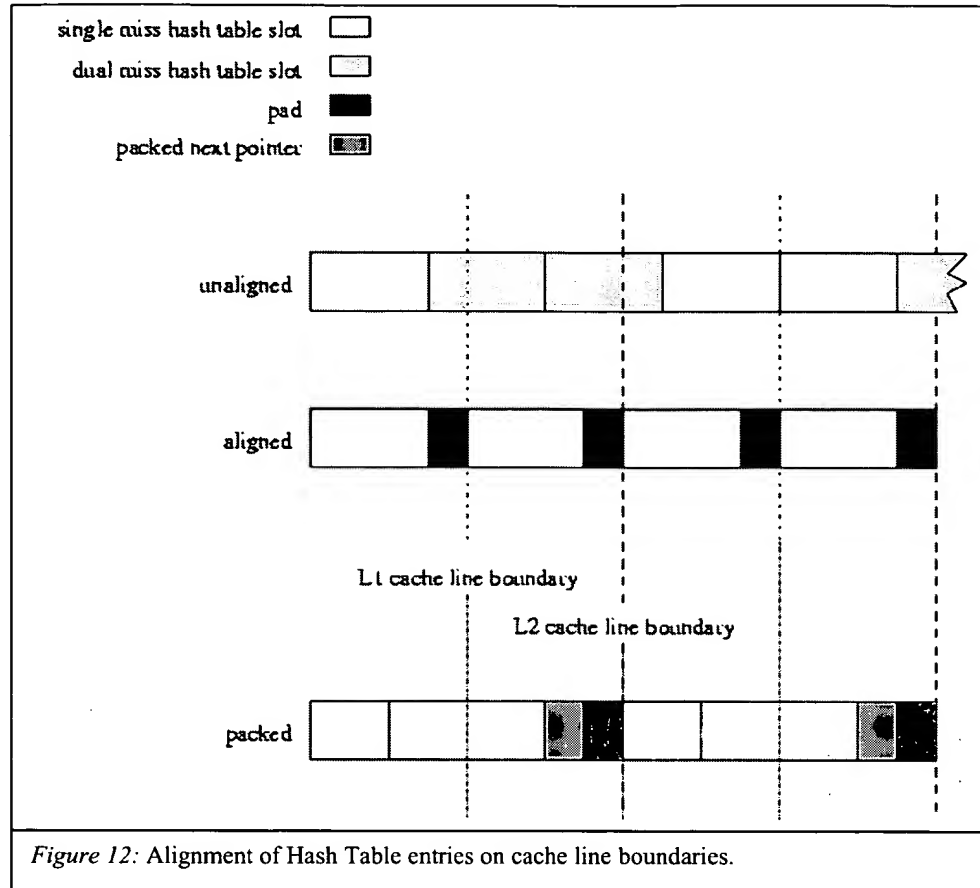 single miss hash table slot
dual miss hash table slot
pad
packed next pointer
unaligned
aligned
L1 cache line boundary
L2 cache line boundary
packed
Figure 12: Alignment of Hash Table entries on cache line boundaries.